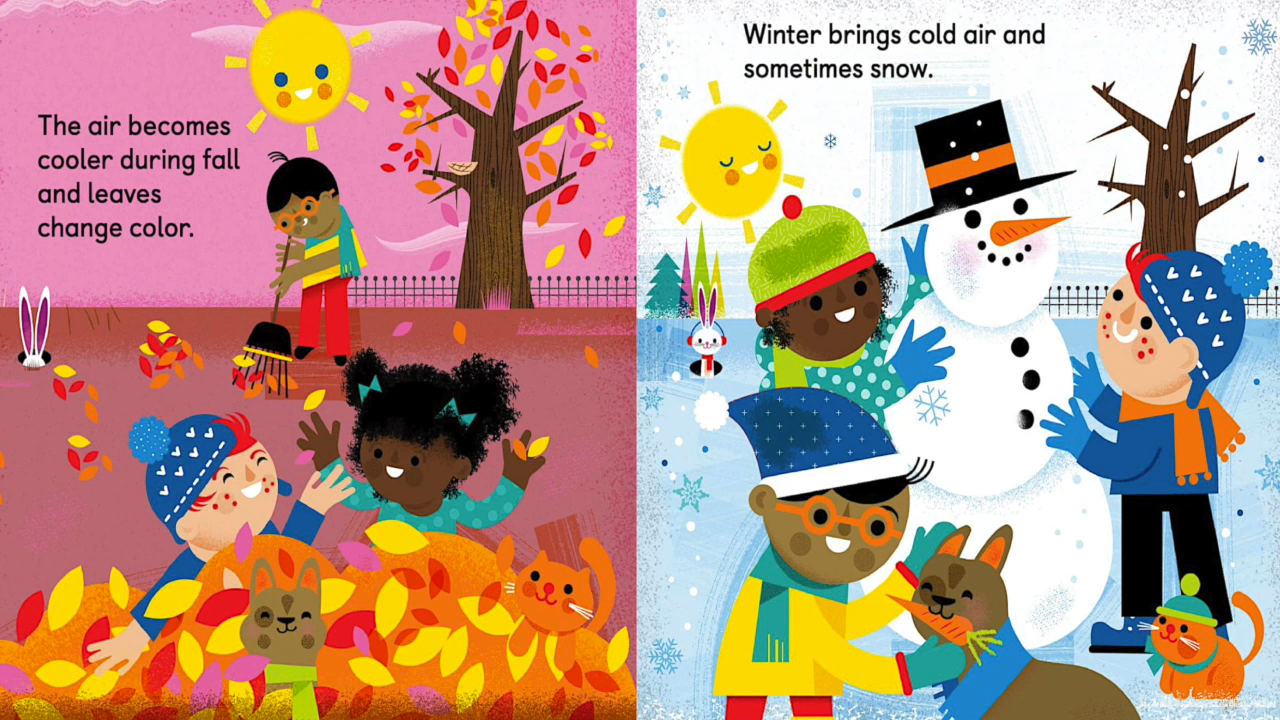 The air becomes
cooler during fall
and leaves
change color.
Winter brings cold air and
sometimes snow.